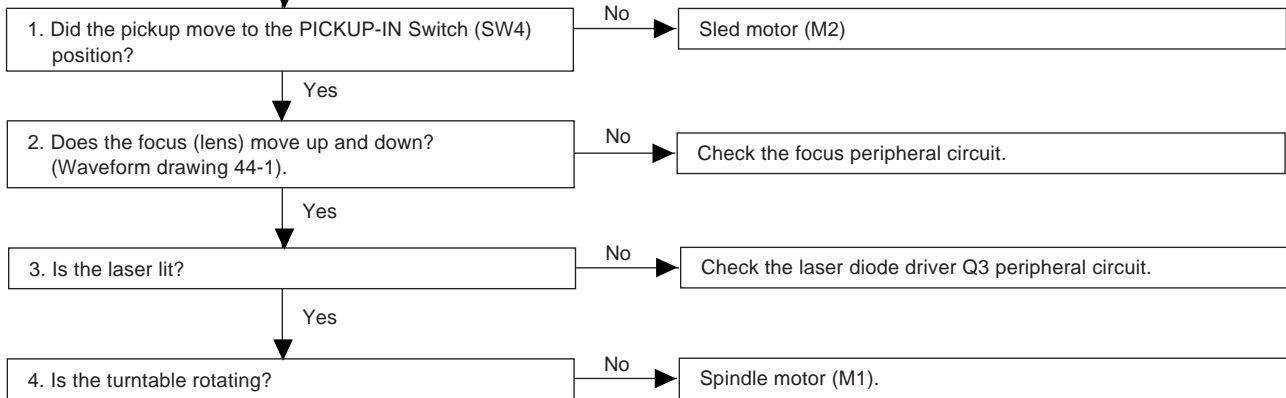 1. Did the pickup move to the PICKUP-IN Switch (SW4)
position?
No
Sled motor (M2)
Yes
2. Does the focus (lens) move up and down?
(Waveform drawing 44-1).
No
Check the focus peripheral circuit.
Yes
3. Is the laser lit?
No
Check the laser diode driver Q3 peripheral circuit.
Yes
4. Is the turntable rotating?
No
Spindle motor (M1).